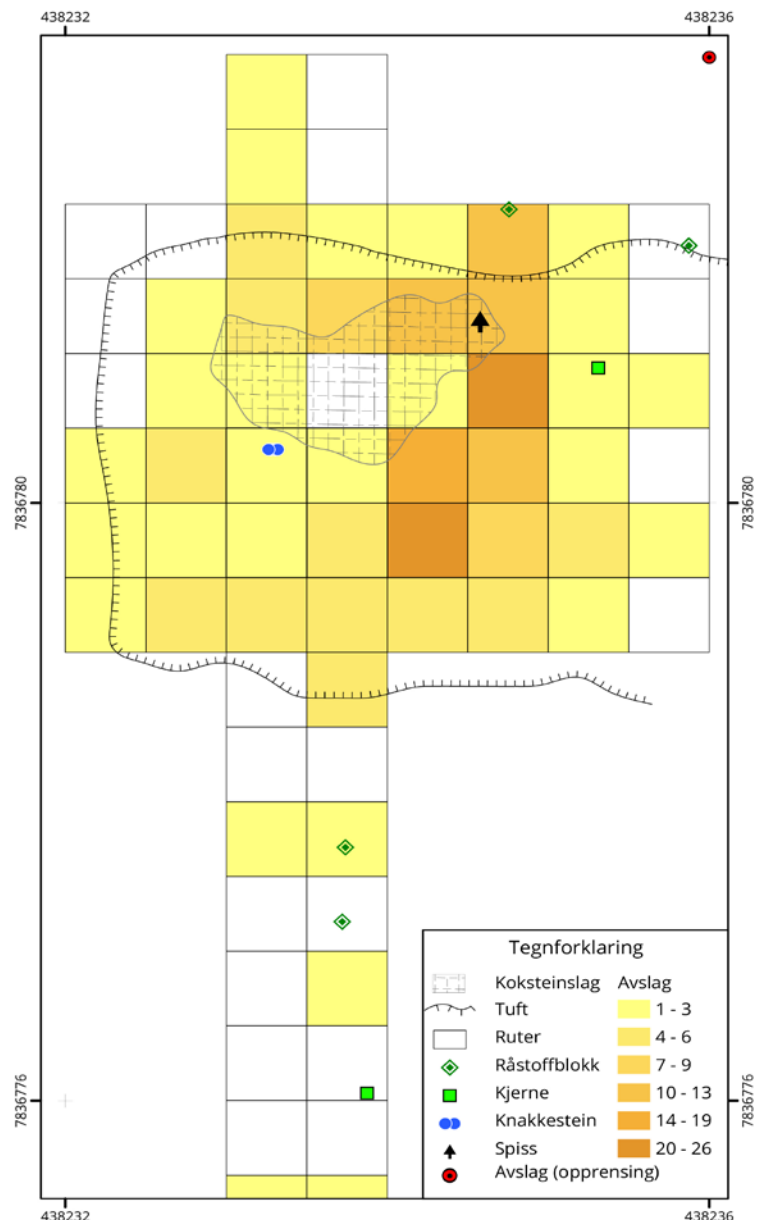 438232 438236
7836780 7836780
7836776 7836776
Tegnforklaring
Koksteinslag Avslag
Tuft 1 - 3
Ruter 4 - 6
Råstoffblokk 7 - 9
Kjerne 10 - 13
Knakkestein 14 - 19
Spiss 20 - 26
Avslag (opprensing)
438232 438236